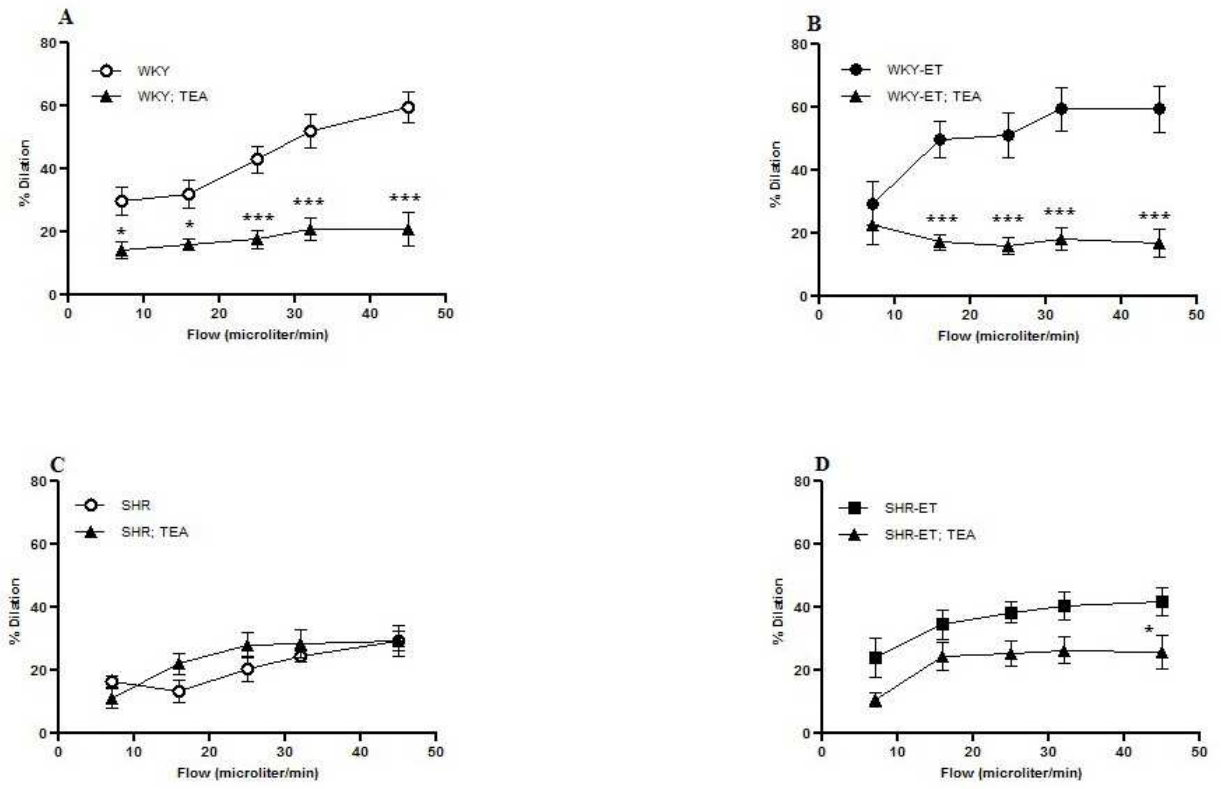 A
80
60
40
20
0
% Dilation
WKY
WKY; TEA
*
*
***
***
***
0
10
20
30
40
50
Flow (microliter/min)
B
80
60
40
20
0
% Dilation
WKY-ET
WKY-ET; TEA
***
***
***
***
0
10
20
30
40
50
Flow (microliter/min)
C
80
60
40
20
0
% Dilation
SHR
SHR; TEA
0
10
20
30
40
50
Flow (microliter/min)
D
80
60
40
20
0
% Dilation
SHR-ET
SHR-ET; TEA
*
0
10
20
30
40
50
Flow (microliter/min)